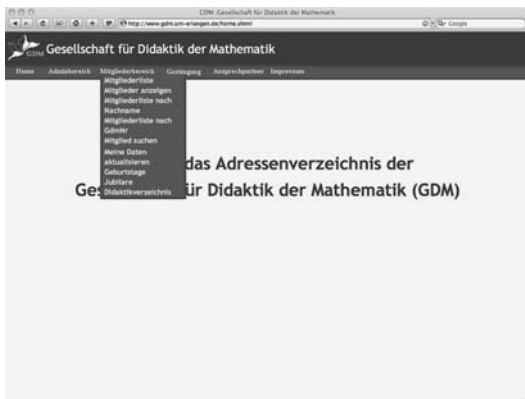 GDM: Gesellschaft für Didaktik der Mathematik
http://www.gdm.uni-erlangen.de/home.shtml
Google
GDM Gesellschaft für Didaktik der Mathematik
Home Adminbereich Mitgliederbereich Gasttagung Ansprechpartner Impressum
Mitgliederliste
Mitglieder anzeigen
Mitgliederliste nach
Nachname
Mitgliederliste nach
GdmNr
Mitglied suchen
Meine Daten
aktualisieren
Geburtstage
Jubilare
Didaktikverzeichnis
das Adressenverzeichnis der
Ges ür Didaktik der Mathematik (GDM)